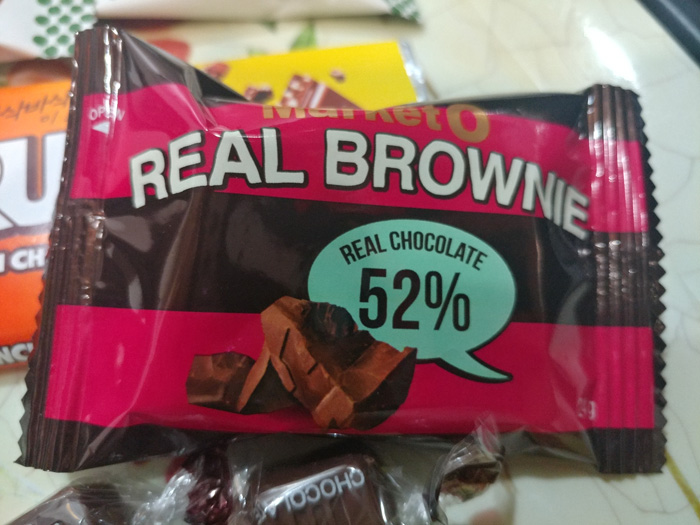 OPEN
Market O
REAL BROWNIE
REAL CHOCOLATE
52%
CHOCOLA